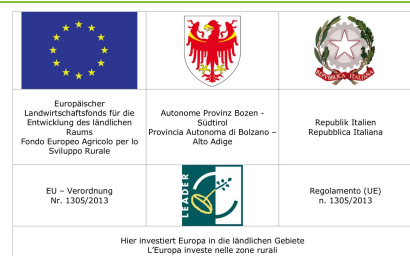 REPVBBLICA ITALIANA
Europäischer
Landwirtschaftsfonds für die
Entwicklung des ländlichen
Raums
Fondo Europeo Agricolo per lo
Sviluppo Rurale
Autonome Provinz Bozen -
Südtirol
Provincia Autonoma di Bolzano –
Alto Adige
Republik Italien
Repubblica Italiana
EU – Verordnung
Nr. 1305/2013
LEADER
Regolamento (UE)
n. 1305/2013
Hier investiert Europa in die ländlichen Gebiete
L'Europa investe nelle zone rurali